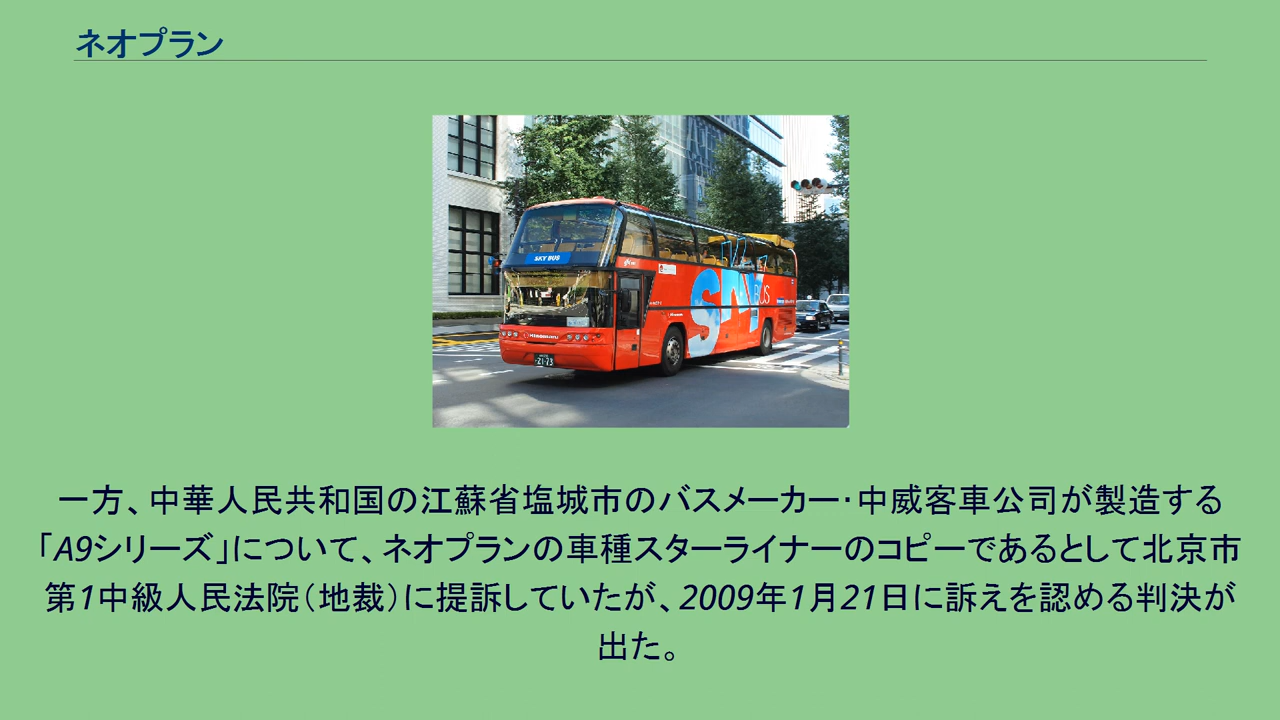 ネオプラン
SKY BUS
SKY
BUS
21-73
一方、中華人民共和国の江蘇省塩城市のバスメーカー・中威客車公司が製造する
「A9シリーズ」について、ネオプランの車種スターライナーのコピーであるとして北京市
第1中級人民法院（地裁）に提訴していたが、2009年1月21日に訴えを認める判決が
出た。